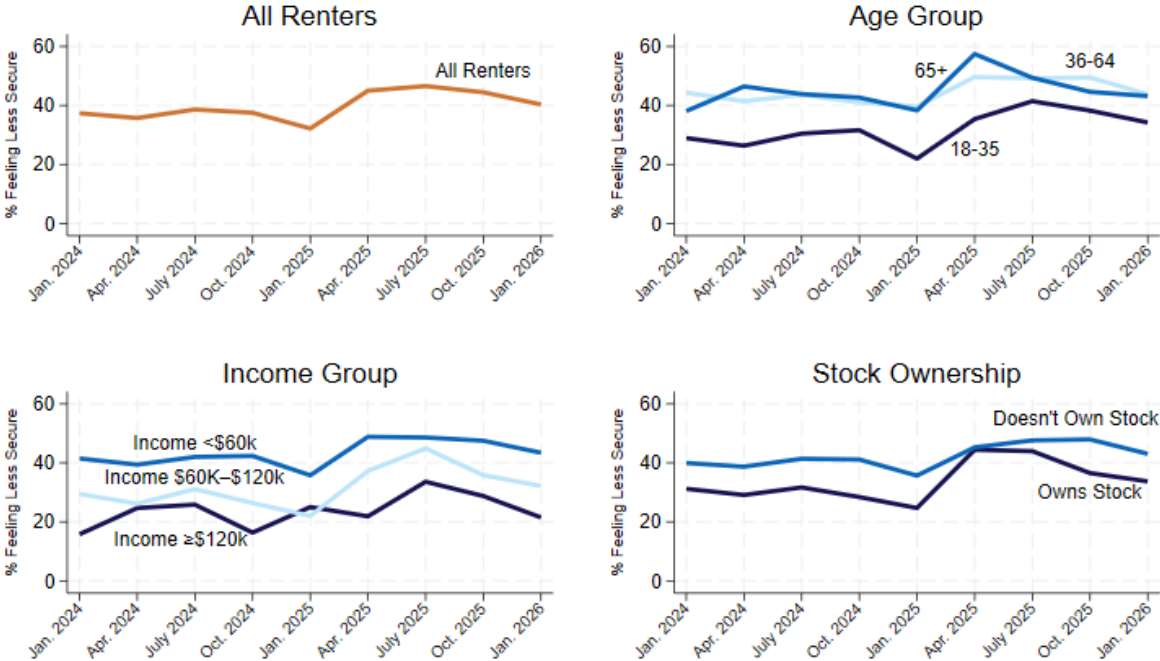 All Renters
% Feeling Less Secure
60
40
20
0
All Renters
Jan. 2024
Apr. 2024
July 2024
Oct. 2024
Jan. 2025
Apr. 2025
July 2025
Oct. 2025
Jan. 2026
Age Group
% Feeling Less Secure
60
40
20
0
65+
36-64
18-35
Jan. 2024
Apr. 2024
July 2024
Oct. 2024
Jan. 2025
Apr. 2025
July 2025
Oct. 2025
Jan. 2026
Income Group
% Feeling Less Secure
60
40
20
0
Income <$60k
Income $60K–$120k
Income ≥$120k
Jan. 2024
Apr. 2024
July 2024
Oct. 2024
Jan. 2025
Apr. 2025
July 2025
Oct. 2025
Jan. 2026
Stock Ownership
% Feeling Less Secure
60
40
20
0
Doesn't Own Stock
Owns Stock
Jan. 2024
Apr. 2024
July 2024
Oct. 2024
Jan. 2025
Apr. 2025
July 2025
Oct. 2025
Jan. 2026